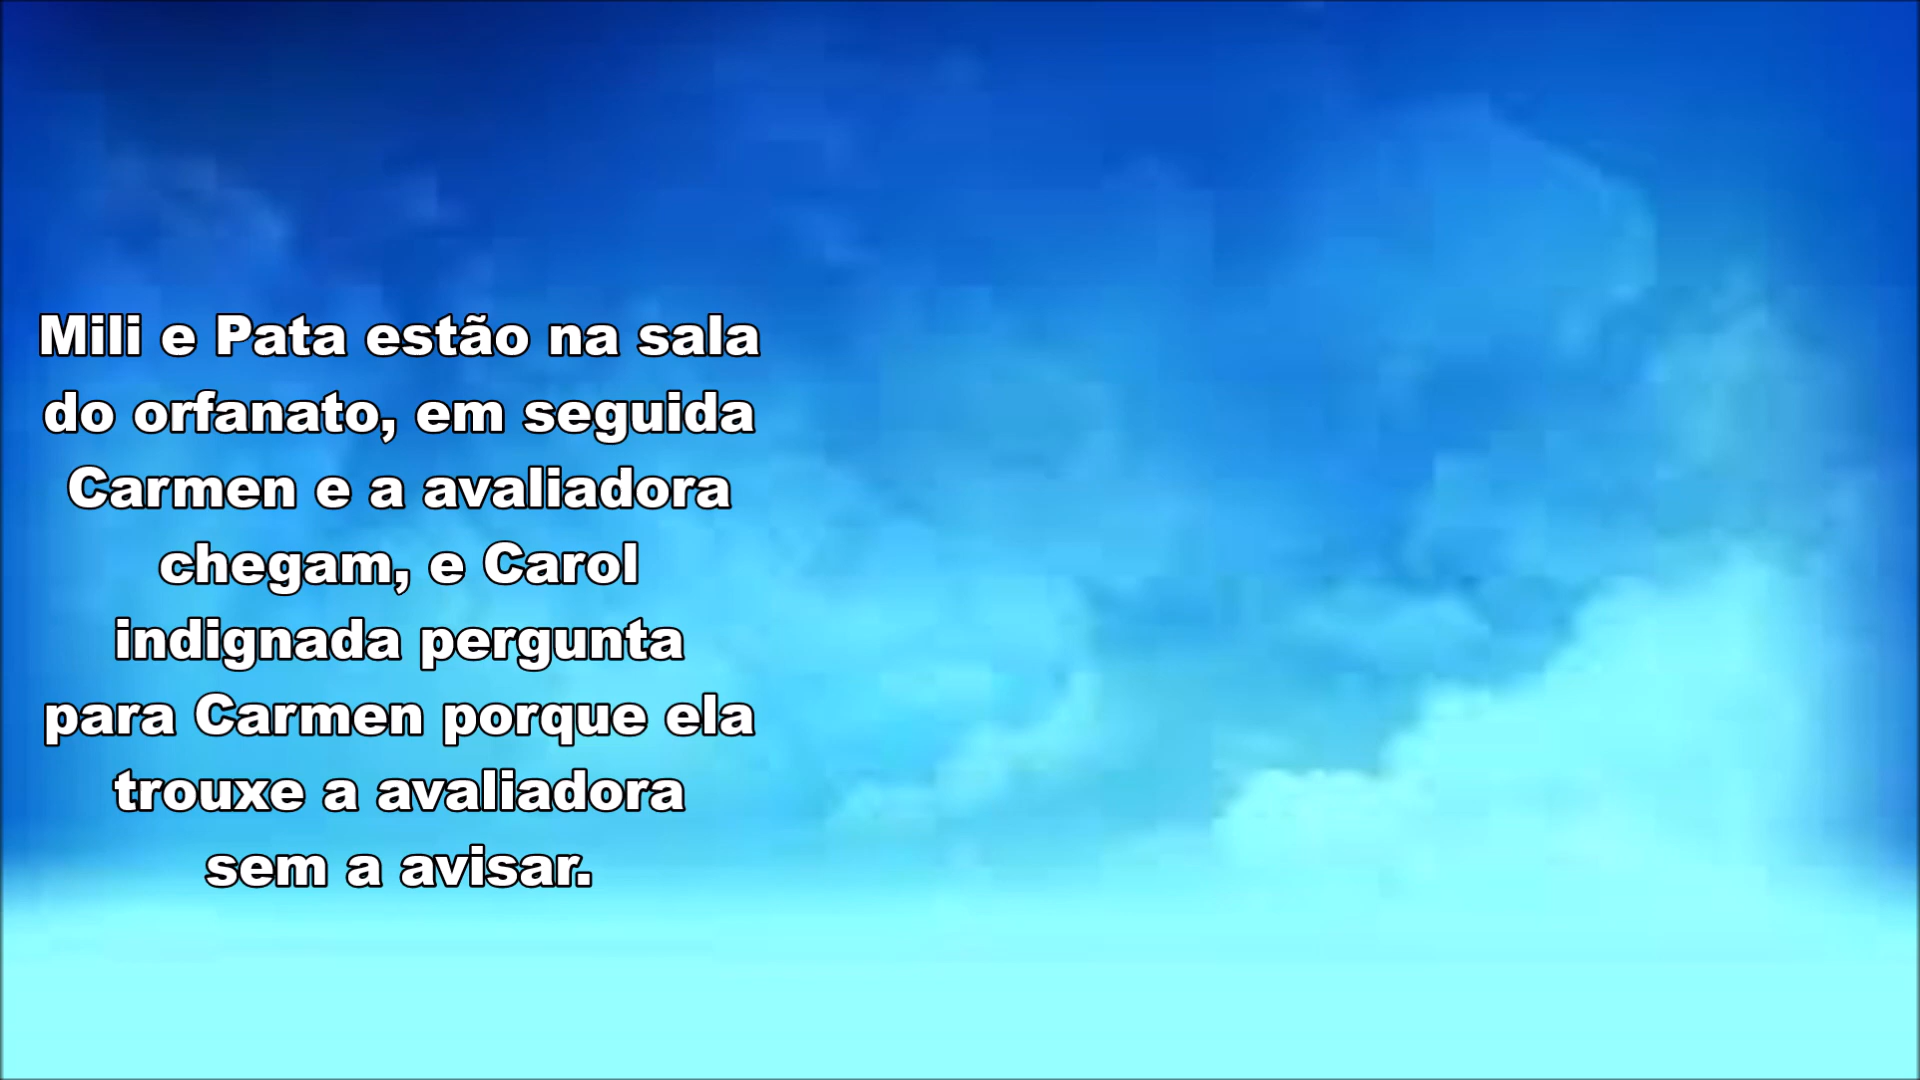 Mili e Pata estão na sala
do orfanato, em seguida
Carmen e a avaliadora
chegam, e Carol
indignada pergunta
para Carmen porque ela
trouxe a avaliadora
sem a avisar.